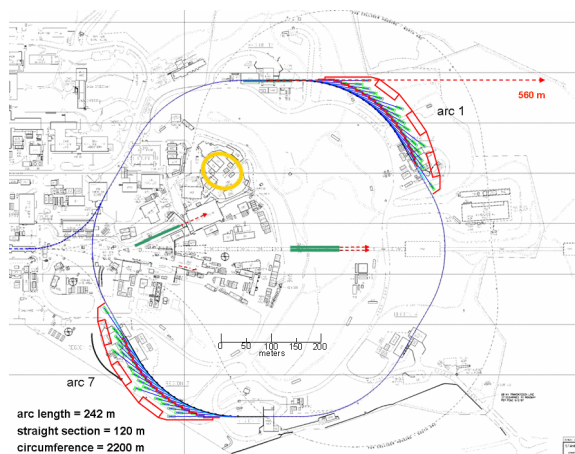 560 m
arc 1
0 50 100 150 200
meters
arc 7
arc length = 242 m
straight section = 120 m
circumference = 2200 m